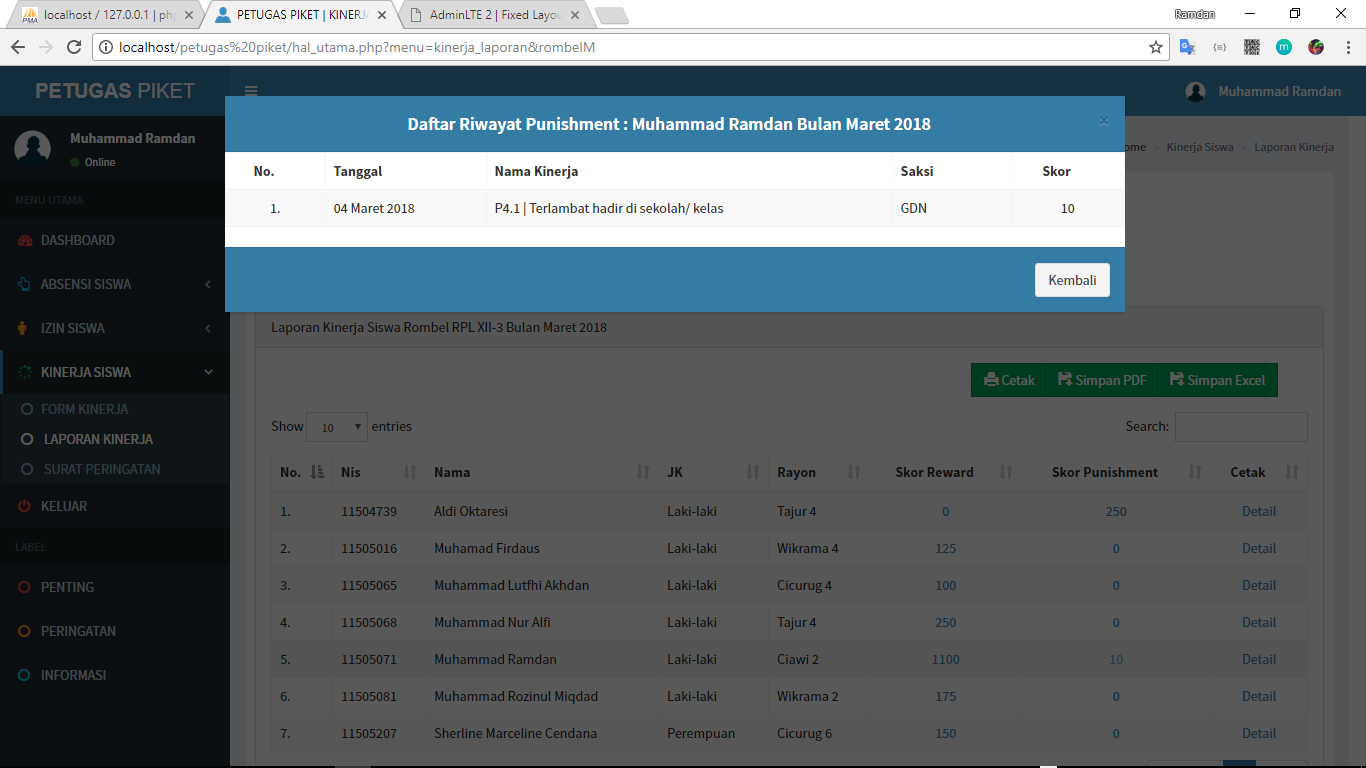 localhost / 127.0.0.1 | ph
PETUGAS PIKET | KINERJ
AdminLTE 2 | Fixed Layou
Ramdan
localhost/petugas%20piket/hal_utama.php?menu=kinerja_laporan&rombelM
PETUGAS PIKET
Muhammad Ramdan
Muhammad Ramdan
Online
MENU UTAMA
DASHBOARD
ABSENSI SISWA
IZIN SISWA
KINERJA SISWA
FORM KINERJA
LAPORAN KINERJA
SURAT PERINGATAN
KELUAR
LABEL
PENTING
PERINGATAN
INFORMASI
Daftar Riwayat Punishment : Muhammad Ramdan Bulan Maret 2018
×
No. Tanggal Nama Kinerja Saksi Skor
1. 04 Maret 2018 P4.1 | Terlambat hadir di sekolah/ kelas GDN 10
Kembali
ome > Kinerja Siswa > Laporan Kinerja
Laporan Kinerja Siswa Rombel RPL XII-3 Bulan Maret 2018
Cetak Simpan PDF Simpan Excel
Show 10 entries Search:
No. Nis Nama JK Rayon Skor Reward Skor Punishment Cetak
1. 11504739 Aldi Oktaresi Laki-laki Tajur 4 0 250 Detail
2. 11505016 Muhamad Firdaus Laki-laki Wikrama 4 125 0 Detail
3. 11505065 Muhammad Lutfhi Akhdan Laki-laki Cicurug 4 100 0 Detail
4. 11505068 Muhammad Nur Alfi Laki-laki Tajur 4 250 0 Detail
5. 11505071 Muhammad Ramdan Laki-laki Ciawi 2 1100 10 Detail
6. 11505081 Muhammad Rozinul Miqdad Laki-laki Wikrama 2 175 0 Detail
7. 11505207 Sherline Marceline Cendana Perempuan Cicurug 6 150 0 Detail